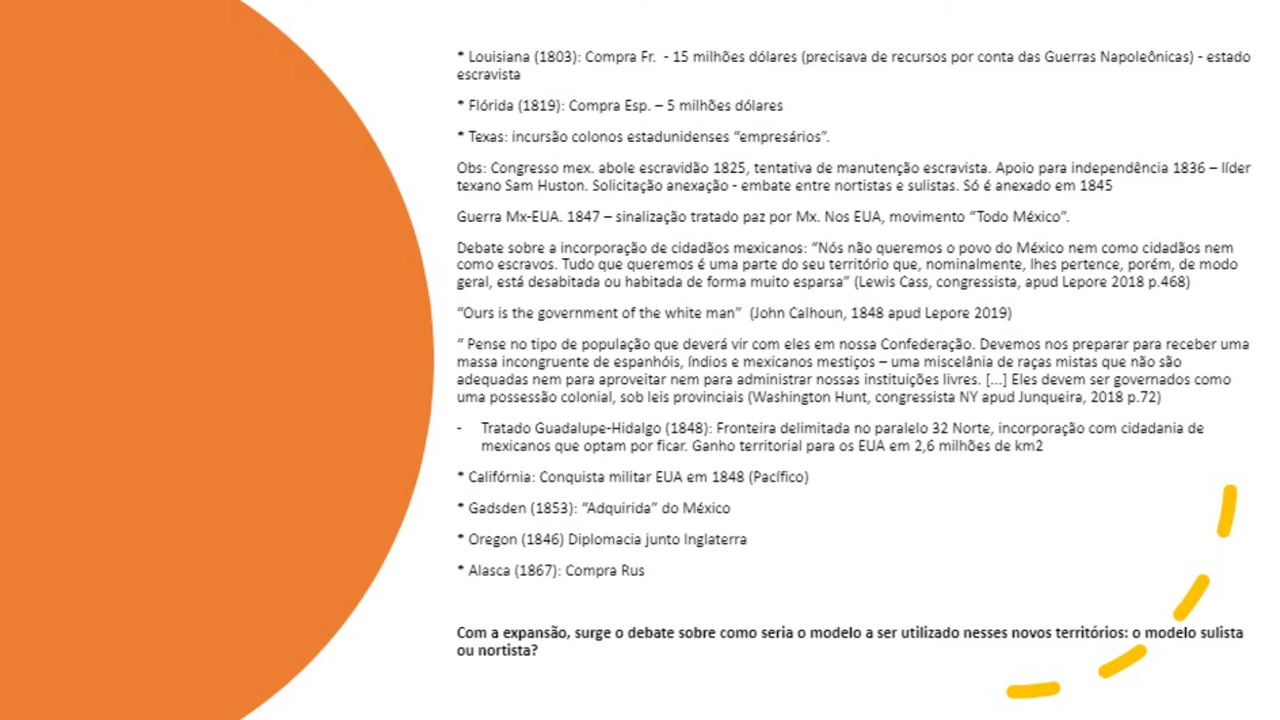 * Louisiana (1803): Compra Fr.  - 15 milhões dólares (precisava de recursos por conta das Guerras Napoleônicas) - estado
escravista
* Flórida (1819): Compra Esp. – 5 milhões dólares
* Texas: incursão colonos estadunidenses “empresários”.
Obs: Congresso mex. abole escravidão 1825, tentativa de manutenção escravista. Apoio para independência 1836 – líder
texano Sam Huston. Solicitação anexação - embate entre nortistas e sulistas. Só é anexado em 1845
Guerra Mx-EUA. 1847 – sinalização tratado paz por Mx. Nos EUA, movimento “Todo México”.
Debate sobre a incorporação de cidadãos mexicanos: “Nós não queremos o povo do México nem como cidadãos nem
como escravos. Tudo que queremos é uma parte do seu território que, nominalmente, lhes pertence, porém, de modo
geral, está desabitada ou habitada de forma muito esparsa” (Lewis Cass, congressista, apud Lepore 2018 p.468)
“Ours is the government of the white man”  (John Calhoun, 1848 apud Lepore 2019)
“ Pense no tipo de população que deverá vir com eles em nossa Confederação. Devemos nos preparar para receber uma
massa incongruente de espanhóis, índios e mexicanos mestiços – uma miscelânia de raças mistas que não são
adequadas nem para aproveitar nem para administrar nossas instituições livres. [...] Eles devem ser governados como
uma possessão colonial, sob leis provinciais (Washington Hunt, congressista NY apud Junqueira, 2018 p.72)
- Tratado Guadalupe-Hidalgo (1848): Fronteira delimitada no paralelo 32 Norte, incorporação com cidadania de
mexicanos que optam por ficar. Ganho territorial para os EUA em 2,6 milhões de km2
* Califórnia: Conquista militar EUA em 1848 (Pacífico)
* Gadsden (1853): “Adquirida” do México
* Oregon (1846) Diplomacia junto Inglaterra
* Alasca (1867): Compra Rus
Com a expansão, surge o debate sobre como seria o modelo a ser utilizado nesses novos territórios: o modelo sulista
ou nortista?